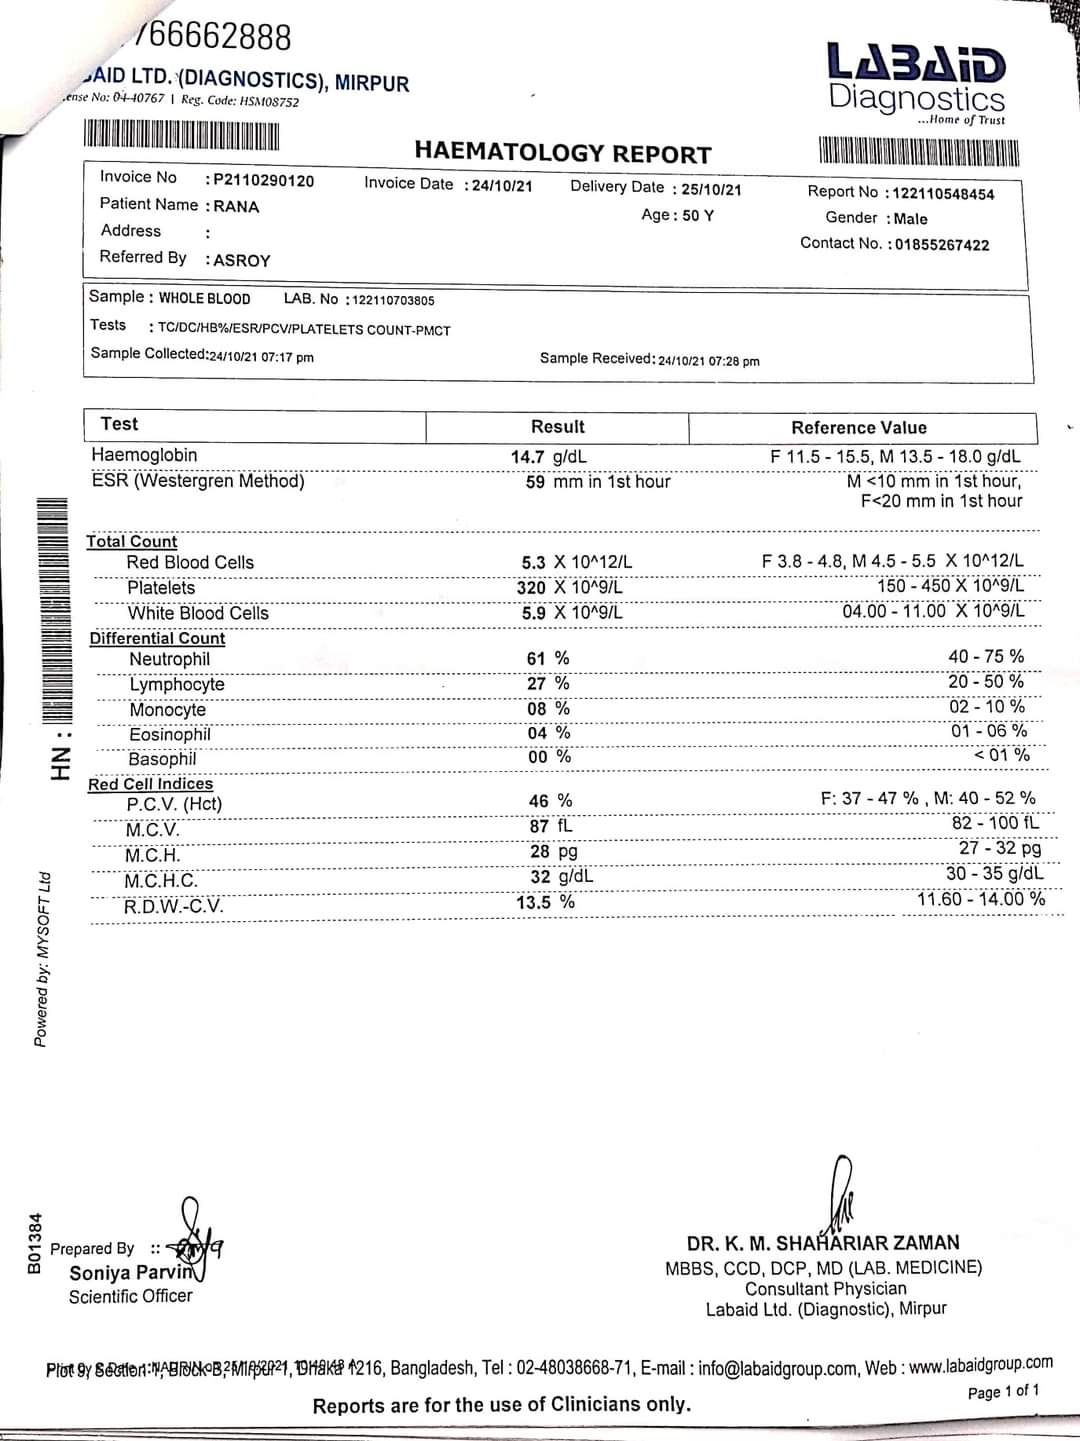 766662888
AID LTD. (DIAGNOSTICS), MIRPUR
ense No: 04-40767 | Reg. Code: HSM08752
LABAID
Diagnostics
...Home of Trust
HAEMATOLOGY REPORT
Invoice No : P2110290120 Invoice Date : 24/10/21 Delivery Date : 25/10/21 Report No : 122110548454
Patient Name : RANA Age : 50 Y Gender : Male
Address : Contact No. : 01855267422
Referred By : ASROY
Sample : WHOLE BLOOD LAB. No : 122110703805
Tests : TC/DC/HB%/ESR/PCV/PLATELETS COUNT-PMCT
Sample Collected:24/10/21 07:17 pm Sample Received: 24/10/21 07:28 pm
Test Result Reference Value
Haemoglobin 14.7 g/dL F 11.5 - 15.5, M 13.5 - 18.0 g/dL
ESR (Westergren Method) 59 mm in 1st hour M <10 mm in 1st hour,
F<20 mm in 1st hour
Total Count
Red Blood Cells 5.3 X 10^12/L F 3.8 - 4.8, M 4.5 - 5.5 X 10^12/L
Platelets 320 X 10^9/L 150 - 450 X 10^9/L
White Blood Cells 5.9 X 10^9/L 04.00 - 11.00 X 10^9/L
Differential Count
Neutrophil 61 % 40 - 75 %
Lymphocyte 27 % 20 - 50 %
Monocyte 08 % 02 - 10 %
Eosinophil 04 % 01 - 06 %
Basophil 00 % < 01 %
Red Cell Indices
P.C.V. (Hct) 46 % F: 37 - 47 % , M: 40 - 52 %
M.C.V. 87 fL 82 - 100 fL
M.C.H. 28 pg 27 - 32 pg
M.C.H.C. 32 g/dL 30 - 35 g/dL
R.D.W.-C.V. 13.5 % 11.60 - 14.00 %
HN :
Powered by: MYSOFT Ltd
B01384
Prepared By ::
Soniya Parvin
Scientific Officer
DR. K. M. SHAHARIAR ZAMAN
MBBS, CCD, DCP, MD (LAB. MEDICINE)
Consultant Physician
Labaid Ltd. (Diagnostic), Mirpur
1216, Bangladesh, Tel : 02-48038668-71, E-mail : info@labaidgroup.com, Web : www.labaidgroup.com
Page 1 of 1
Reports are for the use of Clinicians only.